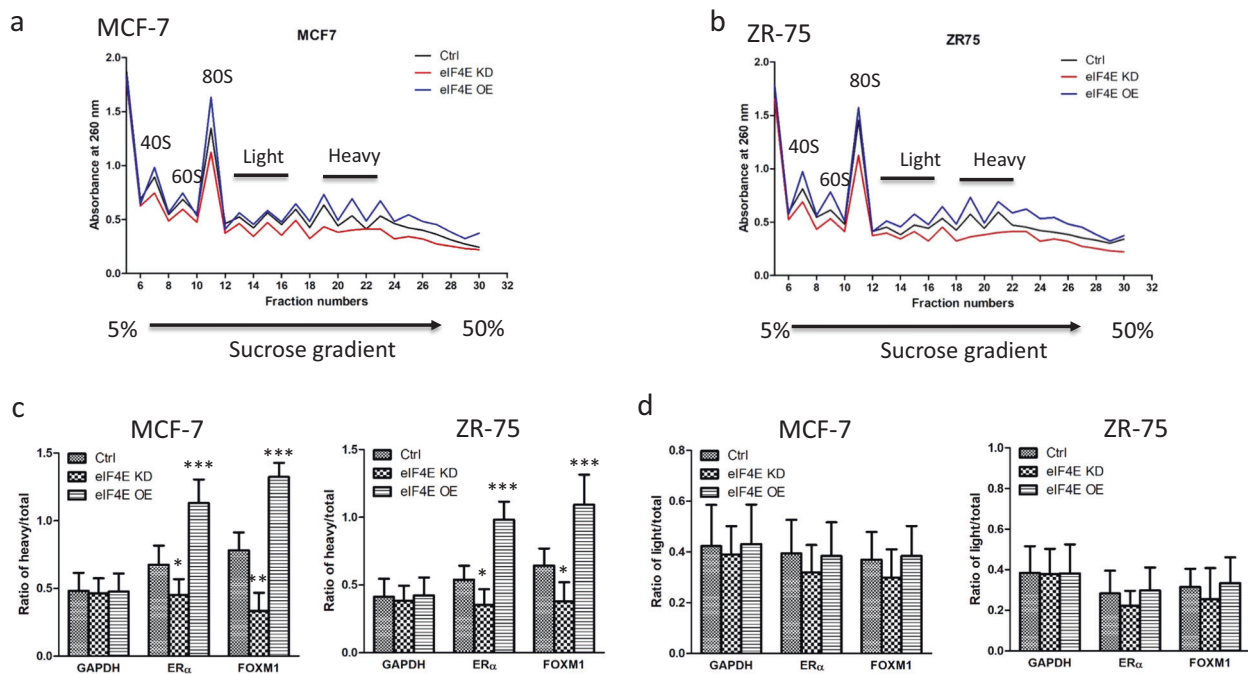 a
MCF-7
MCF7
Ctrl
eIF4E KD
eIF4E OE
Absorbance at 260 nm
2.0
1.5
1.0
0.5
0.0
40S
60S
80S
Light
Heavy
6 8 10 12 14 16 18 20 22 24 26 28 30 32
Fraction numbers
5% 50%
Sucrose gradient
b
ZR-75
ZR75
Ctrl
eIF4E KD
eIF4E OE
Absorbance at 260 nm
2.0
1.5
1.0
0.5
0.0
40S
60S
80S
Light
Heavy
6 8 10 12 14 16 18 20 22 24 26 28 30 32
Fraction numbers
5% 50%
Sucrose gradient
c
MCF-7
Ctrl
eIF4E KD
eIF4E OE
Ratio of heavy/total
1.5
1.0
0.5
0.0
* *** ** ***
GAPDH ERα FOXM1
ZR-75
Ctrl
eIF4E KD
eIF4E OE
Ratio of heavy/total
1.5
1.0
0.5
0.0
* *** * ***
GAPDH ERα FOXM1
d
MCF-7
Ctrl
eIF4E KD
eIF4E OE
Ratio of light/total
0.8
0.6
0.4
0.2
0.0
GAPDH ERα FOXM1
ZR-75
Ctrl
eIF4E KD
eIF4E OE
Ratio of light/total
1.0
0.8
0.6
0.4
0.2
0.0
GAPDH ERα FOXM1